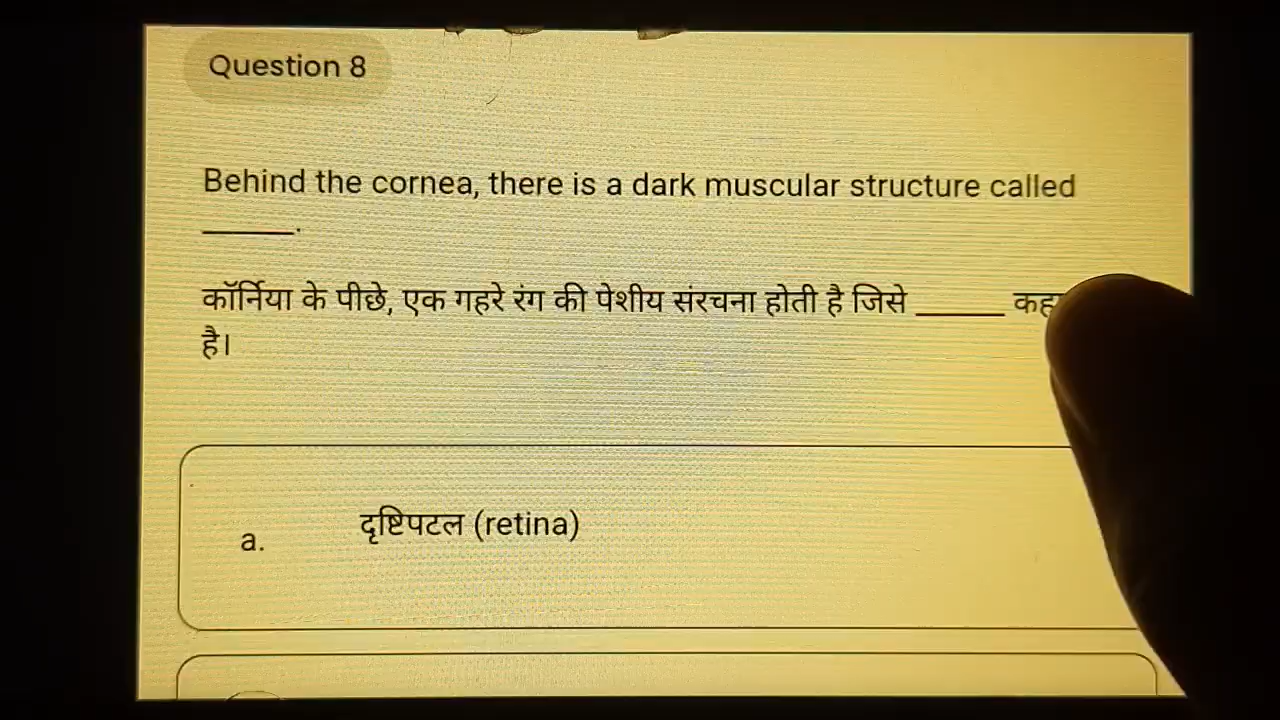 Question 8
Behind the cornea, there is a dark muscular structure called
______.
कॉर्निया के पीछे, एक गहरे रंग की पेशीय संरचना होती है जिसे ______
है।
a. दृष्टिपटल (retina)